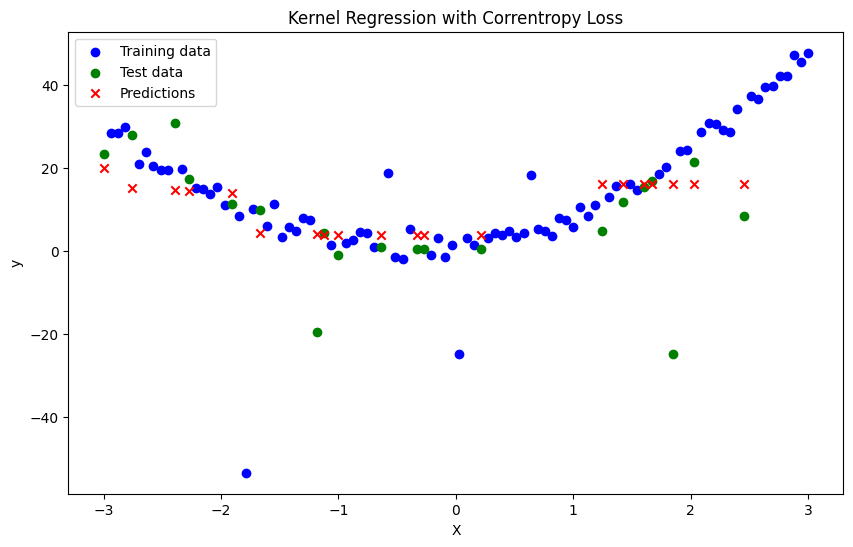 Kernel Regression with Correntropy Loss
Training data
Test data
Predictions
y
40
20
0
−20
−40
−3
−2
−1
0
1
2
3
X